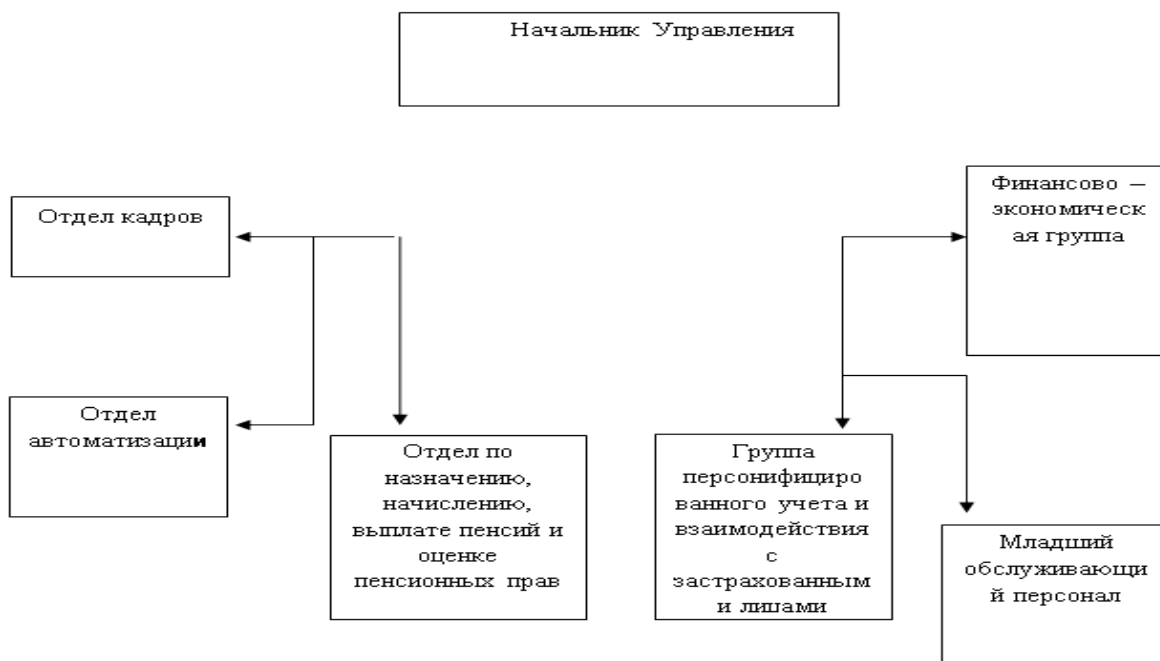 Начальник Управления
Финансово –
экономическ
ая группа
Отдел кадров
Отдел
автоматизации
Отдел по
назначению,
начислению,
выплате пенсий и
оценке
пенсионных прав
Группа
персонифициро
ванного учета и
взаимодействия
с
застрахованным
и лицами
Младший
обслуживающи
й персонал